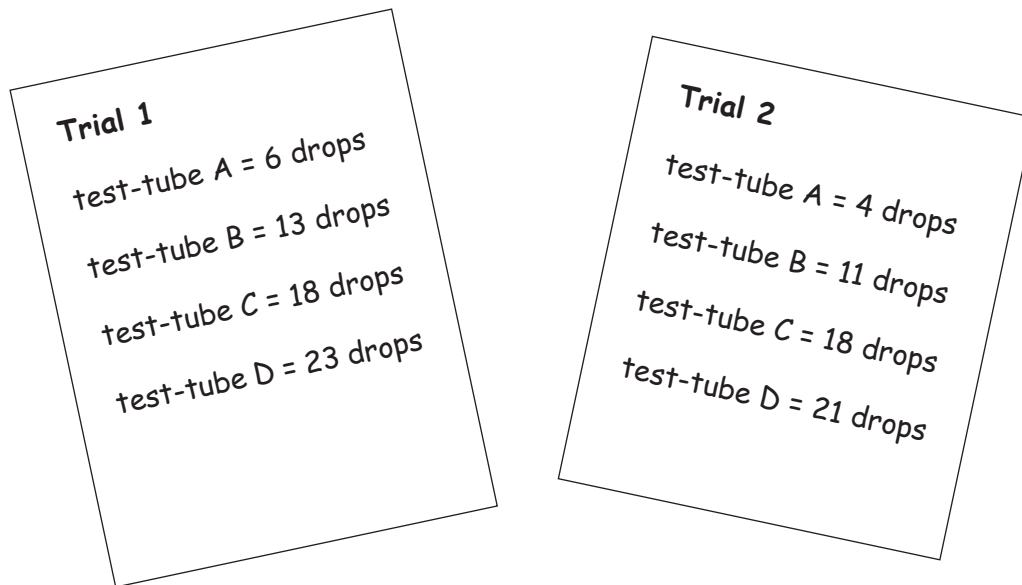 Trial 1
test-tube A = 6 drops
test-tube B = 13 drops
test-tube C = 18 drops
test-tube D = 23 drops
Trial 2
test-tube A = 4 drops
test-tube B = 11 drops
test-tube C = 18 drops
test-tube D = 21 drops